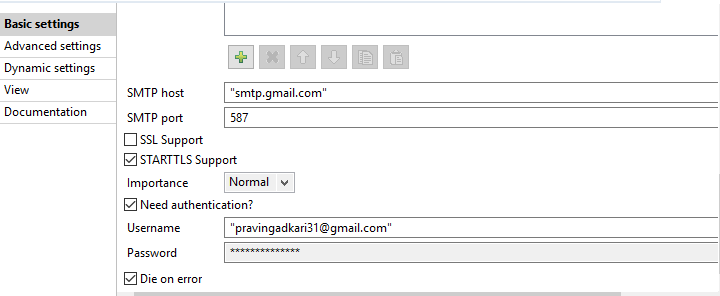 Basic settings
Advanced settings
Dynamic settings
View
Documentation
SMTP host "smtp.gmail.com"
SMTP port 587
SSL Support
STARTTLS Support
Importance Normal
Need authentication?
Username "pravingadkari31@gmail.com"
Password **************
Die on error